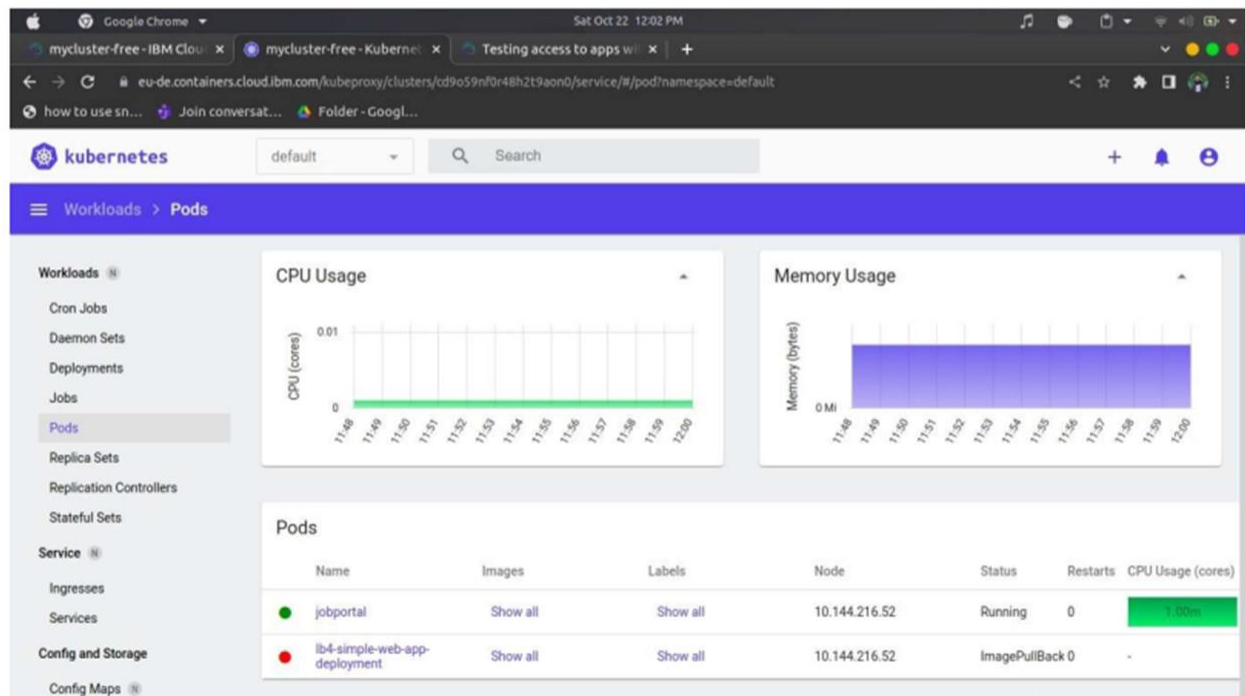 Google Chrome
Sat Oct 22 12:02 PM
mycluster-free - IBM Clou
mycluster-free - Kubernet
Testing access to apps wi
eu-de.containers.cloud.ibm.com/kubeproxy/clusters/cd9o59nf0r48h2t9aon0/service/#/pod?namespace=default
how to use sn...
Join conversat...
Folder - Googl...
kubernetes
default
Search
Workloads > Pods
Workloads N
Cron Jobs
Daemon Sets
Deployments
Jobs
Pods
Replica Sets
Replication Controllers
Stateful Sets
Service N
Ingresses
Services
Config and Storage
Config Maps N
CPU Usage
CPU (cores)
0.01
0
11:48 11:49 11:50 11:51 11:52 11:53 11:54 11:55 11:56 11:57 11:58 11:59 12:00
Memory Usage
Memory (bytes)
0 Mi
11:48 11:49 11:50 11:51 11:52 11:53 11:54 11:55 11:56 11:57 11:58 11:59 12:00
Pods
Name Images Labels Node Status Restarts CPU Usage (cores)
jobportal Show all Show all 10.144.216.52 Running 0 1.00m
lb4-simple-web-app-
deployment Show all Show all 10.144.216.52 ImagePullBack 0 -